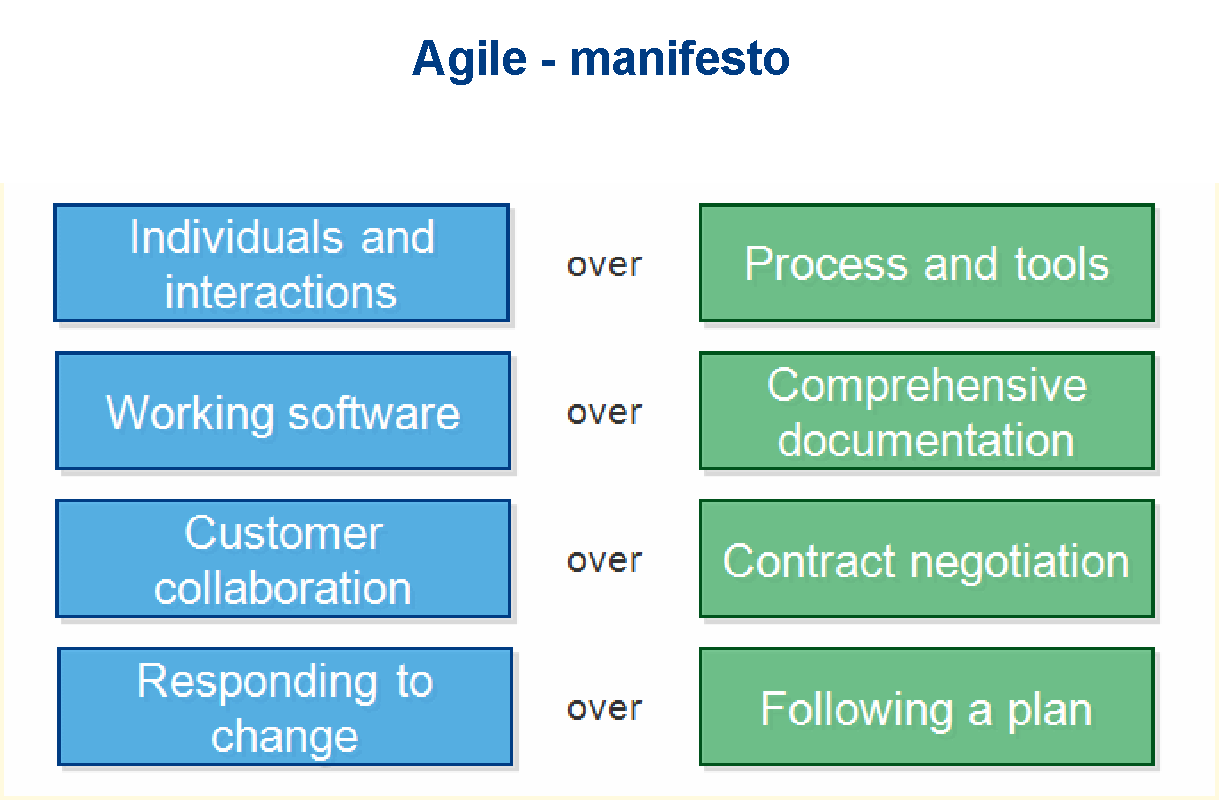 Agile - manifesto
Individuals and
interactions
over
Process and tools
Working software
over
Comprehensive
documentation
Customer
collaboration
over
Contract negotiation
Responding to
change
over
Following a plan